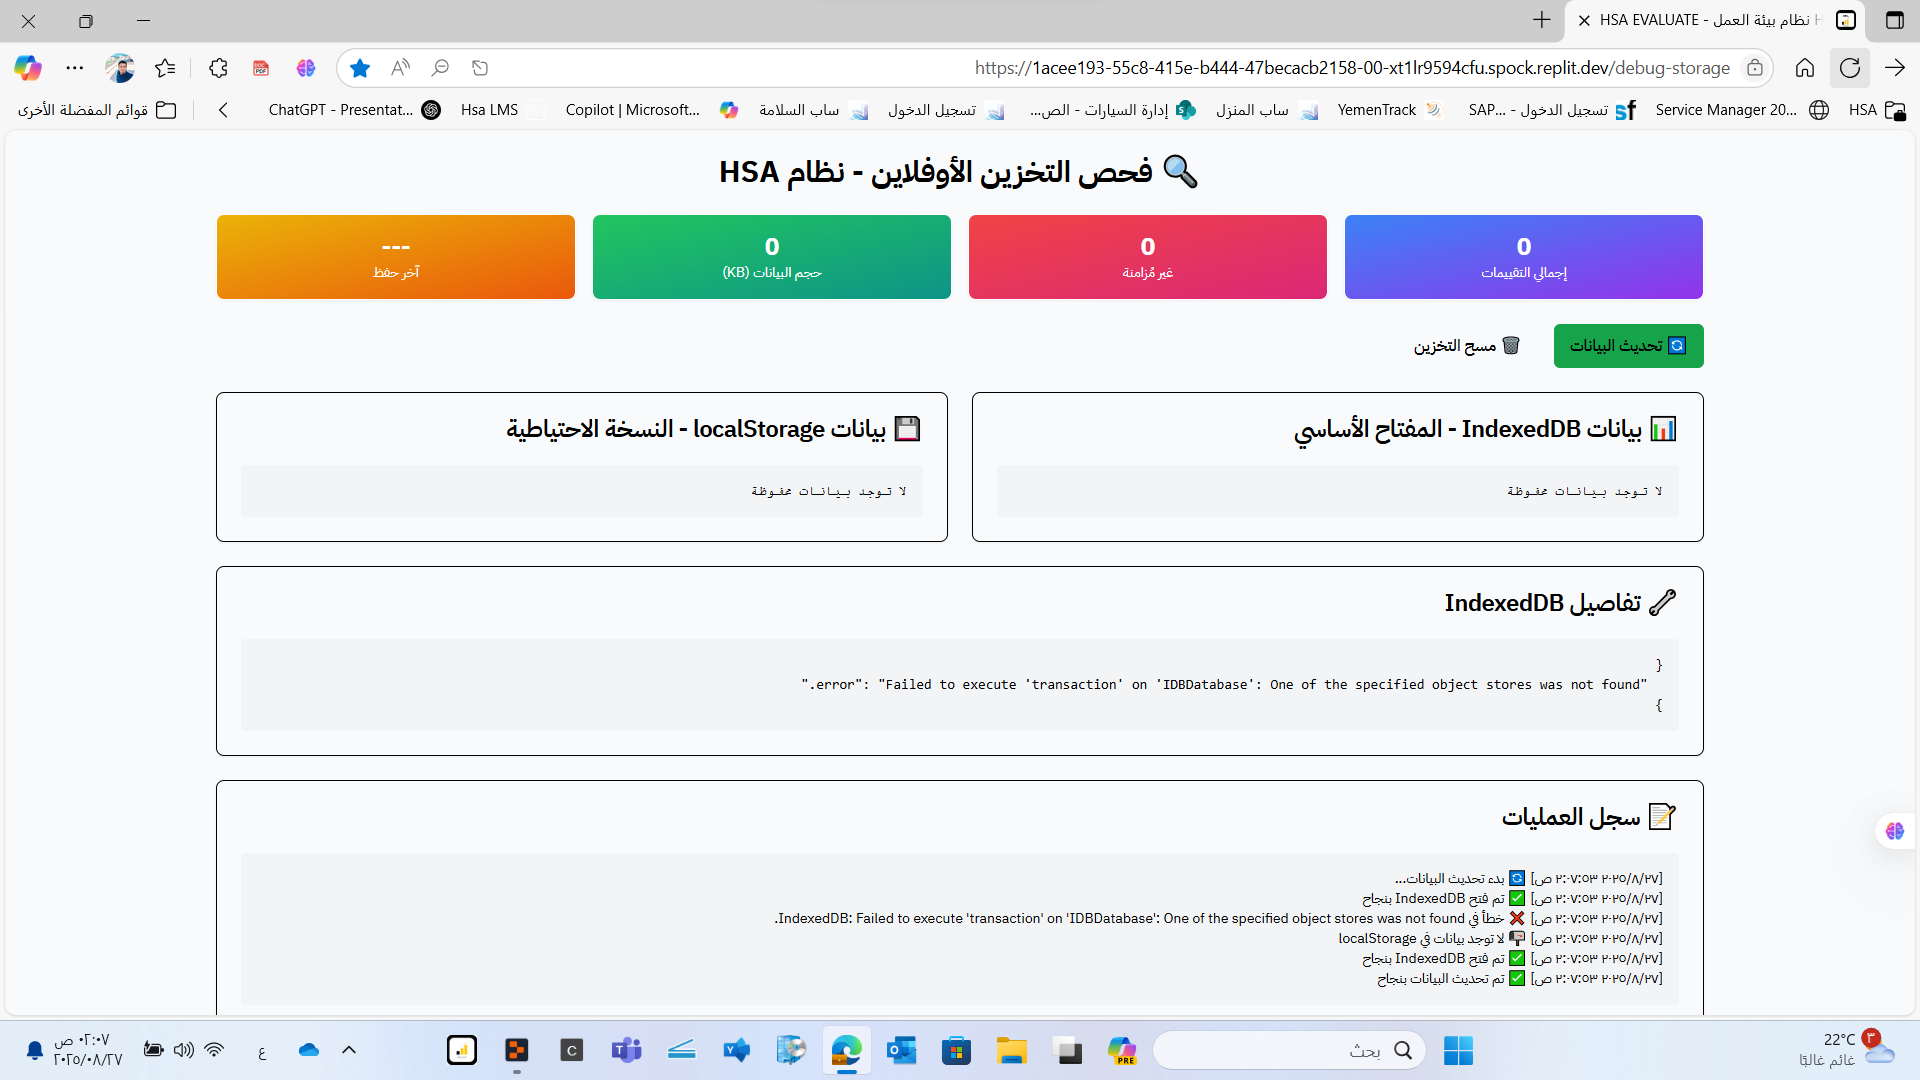 HSA EVALUATE - نظام بيئة العمل H
https://1acee193-55c8-415e-b444-47becacb2158-00-xt1lr9594cfu.spock.replit.dev/debug-storage
HSA
Service Manager 20...
تسجيل الدخول - SAP...
YemenTrack
ساب المنزل
إدارة السيارات - الص...
تسجيل الدخول
ساب السلامة
Copilot | Microsoft...
Hsa LMS
ChatGPT - Presentat...
قوائم المفضلة الأخرى
فحص التخزين الأوفلاين - نظام HSA
0
إجمالي التقييمات
0
غير مُزامنة
0
حجم البيانات (KB)
---
آخر حفظ
تحديث البيانات
مسح التخزين
بيانات IndexedDB - المفتاح الأساسي
لا توجد بيانات محفوظة
بيانات localStorage - النسخة الاحتياطية
لا توجد بيانات محفوظة
تفاصيل IndexedDB
{
"error": "Failed to execute 'transaction' on 'IDBDatabase': One of the specified object stores was not found."
}
سجل العمليات
[٢٠٢٥/٨/٢٧ ٢:٠٧:٥٣ ص] 🔄 بدء تحديث البيانات...
[٢٠٢٥/٨/٢٧ ٢:٠٧:٥٣ ص] ✅ تم فتح IndexedDB بنجاح
[٢٠٢٥/٨/٢٧ ٢:٠٧:٥٣ ص] ❌ خطأ في IndexedDB: Failed to execute 'transaction' on 'IDBDatabase': One of the specified object stores was not found.
[٢٠٢٥/٨/٢٧ ٢:٠٧:٥٣ ص] 📭 لا توجد بيانات في localStorage
[٢٠٢٥/٨/٢٧ ٢:٠٧:٥٣ ص] ✅ تم فتح IndexedDB بنجاح
[٢٠٢٥/٨/٢٧ ٢:٠٧:٥٣ ص] ✅ تم تحديث البيانات بنجاح
٣
22°C
غائم غالبًا
بحث
PRE
C
ع
٠٢:٠٧ ص
٢٠٢٥/٠٨/٢٧